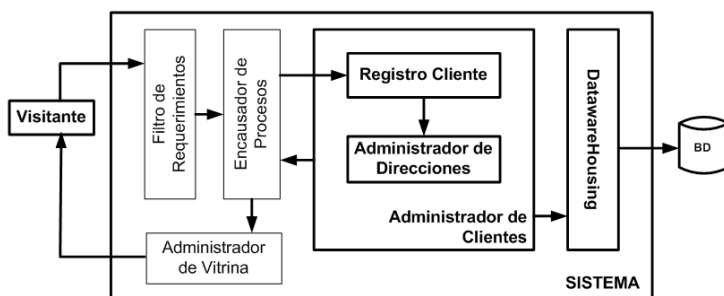 Visitante
Filtro de
Requerimientos
Encausador de
Procesos
Registro Cliente
Administrador de
Direcciones
Administrador de
Clientes
DatawareHousing
BD
Administrador
de Vitrina
SISTEMA